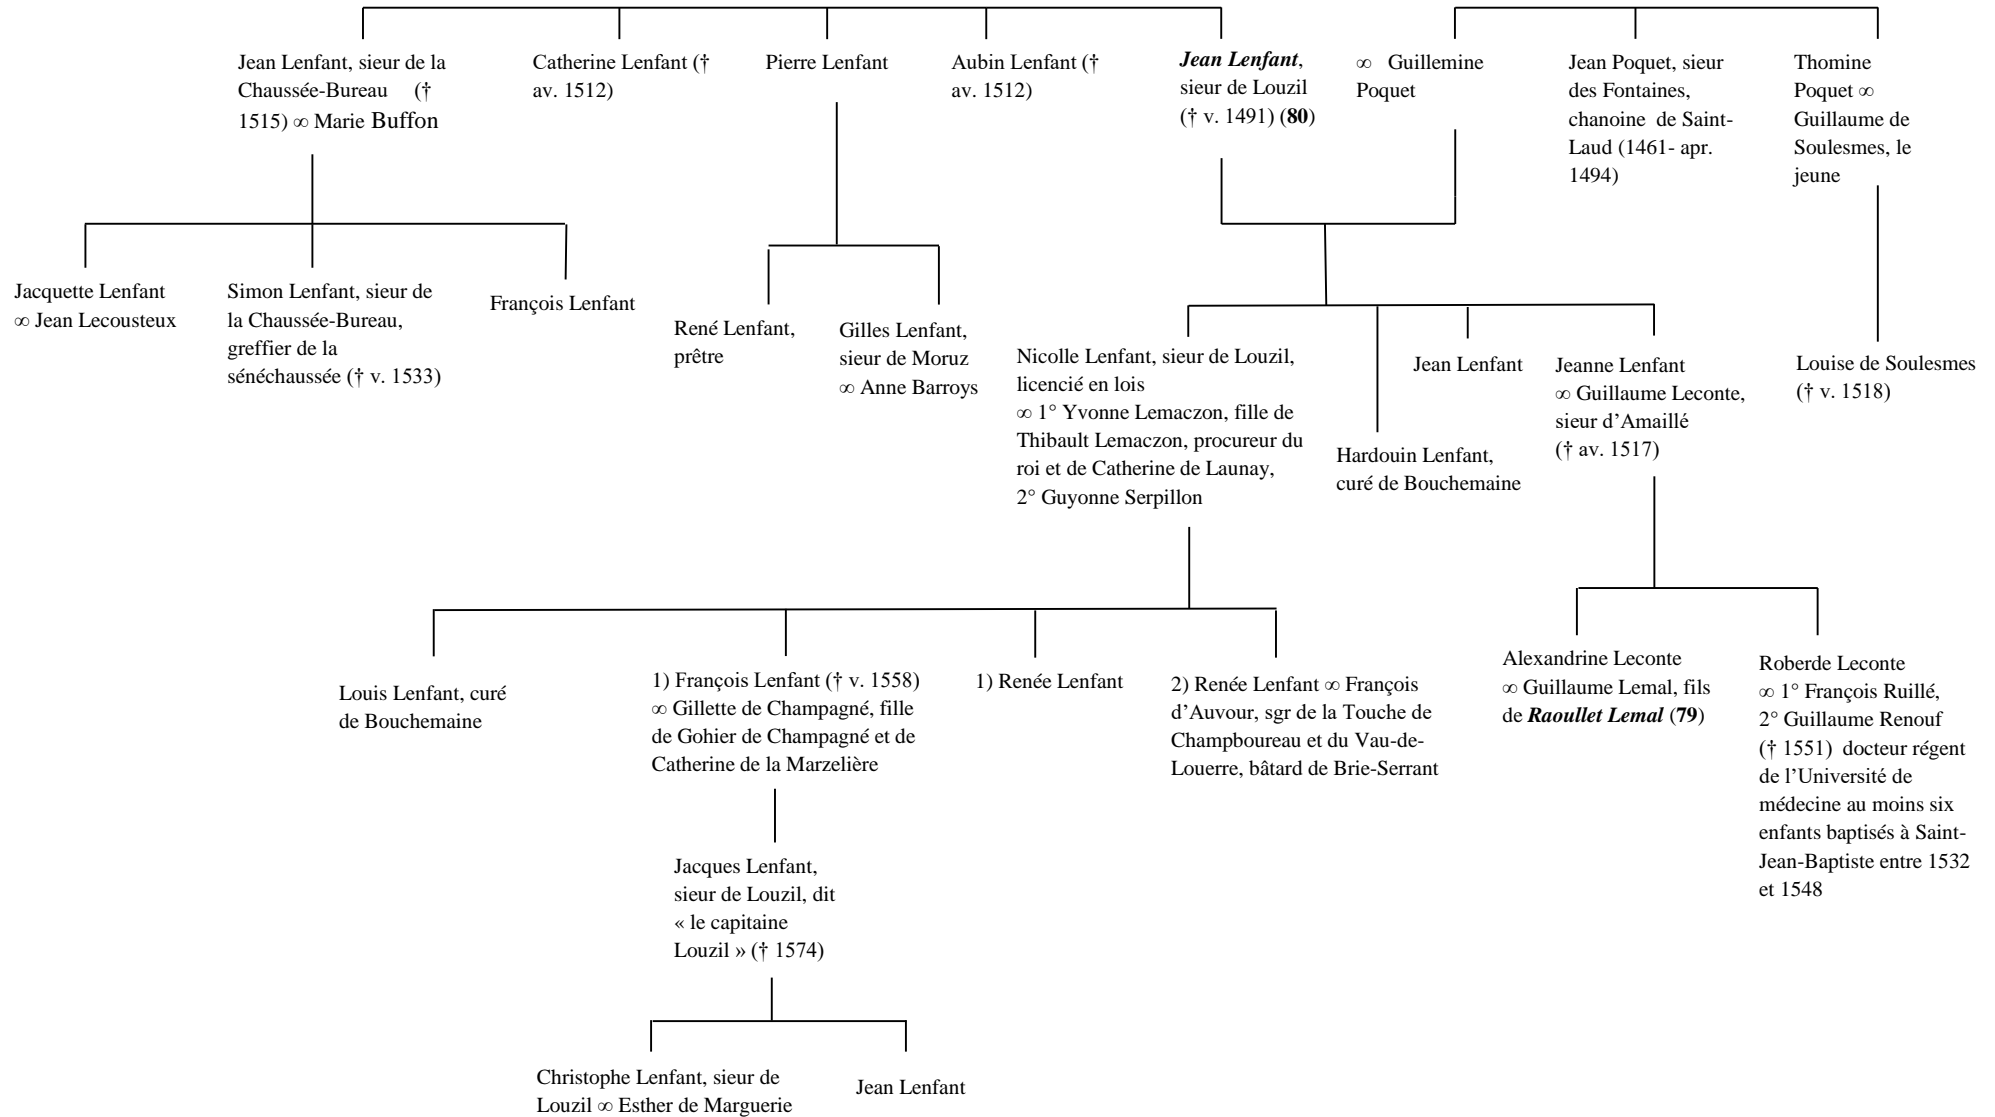 Jean Lenfant, sieur de la
Chaussée-Bureau († 
1515) ∞ Marie Buffon
Catherine Lenfant (†
av. 1512)
Pierre Lenfant
Aubin Lenfant (†
av. 1512)
Jean Lenfant,
sieur de Louzil
(† v. 1491) (80)
∞ Guillemine
Poquet
Jean Poquet, sieur
des Fontaines,
chanoine de Saint-
Laud (1461- apr.
1494)
Thomine
Poquet ∞
Guillaume de
Soulesmes, le
jeune
Jacquette Lenfant
∞ Jean Lecousteux
Simon Lenfant, sieur de
la Chaussée-Bureau,
greffier de la
sénéchaussée († v. 1533)
François Lenfant
René Lenfant,
prêtre
Gilles Lenfant,
sieur de Moruz
∞ Anne Barroys
Nicolle Lenfant, sieur de Louzil,
licencié en lois
∞ 1° Yvonne Lemaczon, fille de
Thibault Lemaczon, procureur du
roi et de Catherine de Launay,
2° Guyonne Serpillon
Hardouin Lenfant,
curé de Bouchemaine
Jean Lenfant
Jeanne Lenfant
∞ Guillaume Leconte,
sieur d’Amaillé
(† av. 1517)
Louise de Soulesmes
(† v. 1518)
Louis Lenfant, curé
de Bouchemaine
1) François Lenfant († v. 1558)
∞ Gillette de Champagné, fille
de Gohier de Champagné et de
Catherine de la Marzelière
1) Renée Lenfant
2) Renée Lenfant ∞ François
d’Auvour, sgr de la Touche de
Champboureau et du Vau-de-
Louerre, bâtard de Brie-Serrant
Alexandrine Leconte
∞ Guillaume Lemal, fils
de Raoullet Lemal (79)
Roberde Leconte
∞ 1° François Ruillé,
2° Guillaume Renouf
(† 1551) docteur régent
de l’Université de
médecine au moins six
enfants baptisés à Saint-
Jean-Baptiste entre 1532
et 1548
Jacques Lenfant,
sieur de Louzil, dit
« le capitaine
Louzil » († 1574)
Christophe Lenfant, sieur de
Louzil ∞ Esther de Marguerie
Jean Lenfant